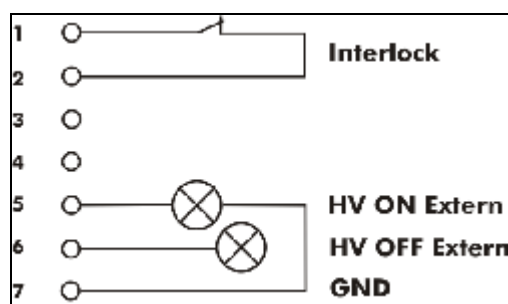 1
Interlock
2
3
4
5 HV ON Extern
6 HV OFF Extern
7 GND